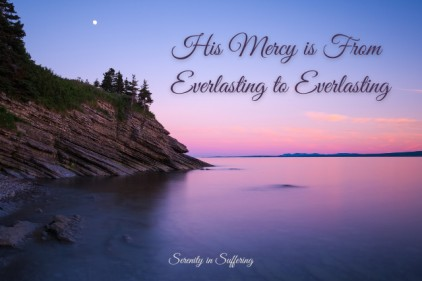 His Mercy is From
Everlasting to Everlasting
Serenity in Suffering